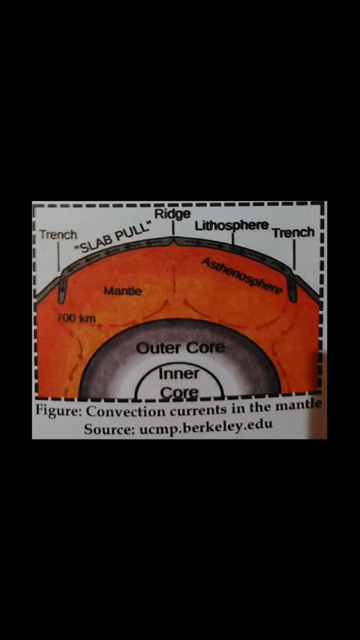 Ridge
Trench
"SLAB PULL"
Lithosphere
Trench
Asthenosphere
Mantle
700 km
Outer Core
Inner
Core
Figure: Convection currents in the mantle
Source: ucmp.berkeley.edu